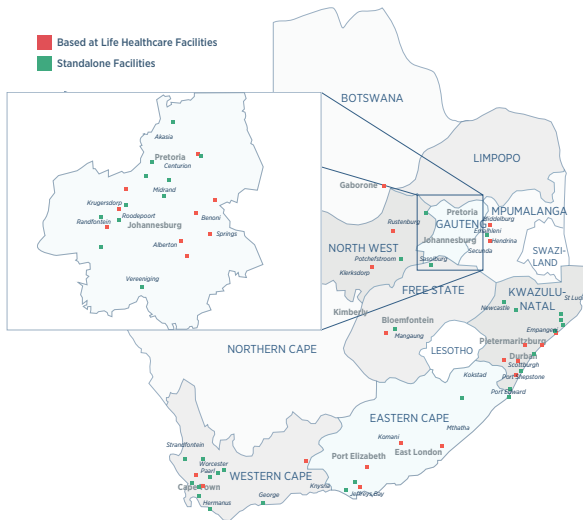 Based at Life Healthcare Facilities
Standalone Facilities
BOTSWANA
LIMPOPO
Gaborone
MPUMALANGA
Pretoria
GAUTENG
Middelburg
Emalahleni
Johannesburg
Hendrina
Secunda
Rustenburg
NORTH WEST
Potchefstroom
Sasolburg
Klerksdorp
SWAZI-
LAND
Akasia
Pretoria
Centurion
Midrand
Krugersdorp
Roodepoort
Randfontein
Johannesburg
Benoni
Springs
Alberton
Vereeniging
FREE STATE
KWAZULU-
NATAL
St Luci
Newcastle
Empangeni
Kimberly
Bloemfontein
Mangaung
Pietermaritzburg
Durban
LESOTHO
Scottburgh
Port Shepstone
Kokstad
Port Edward
NORTHERN CAPE
EASTERN CAPE
Mthatha
Komani
East London
Port Elizabeth
Strandfontein
Worcester
Paarl
WESTERN CAPE
Cape Town
Knysna
Jeffreys Bay
George
Hermanus